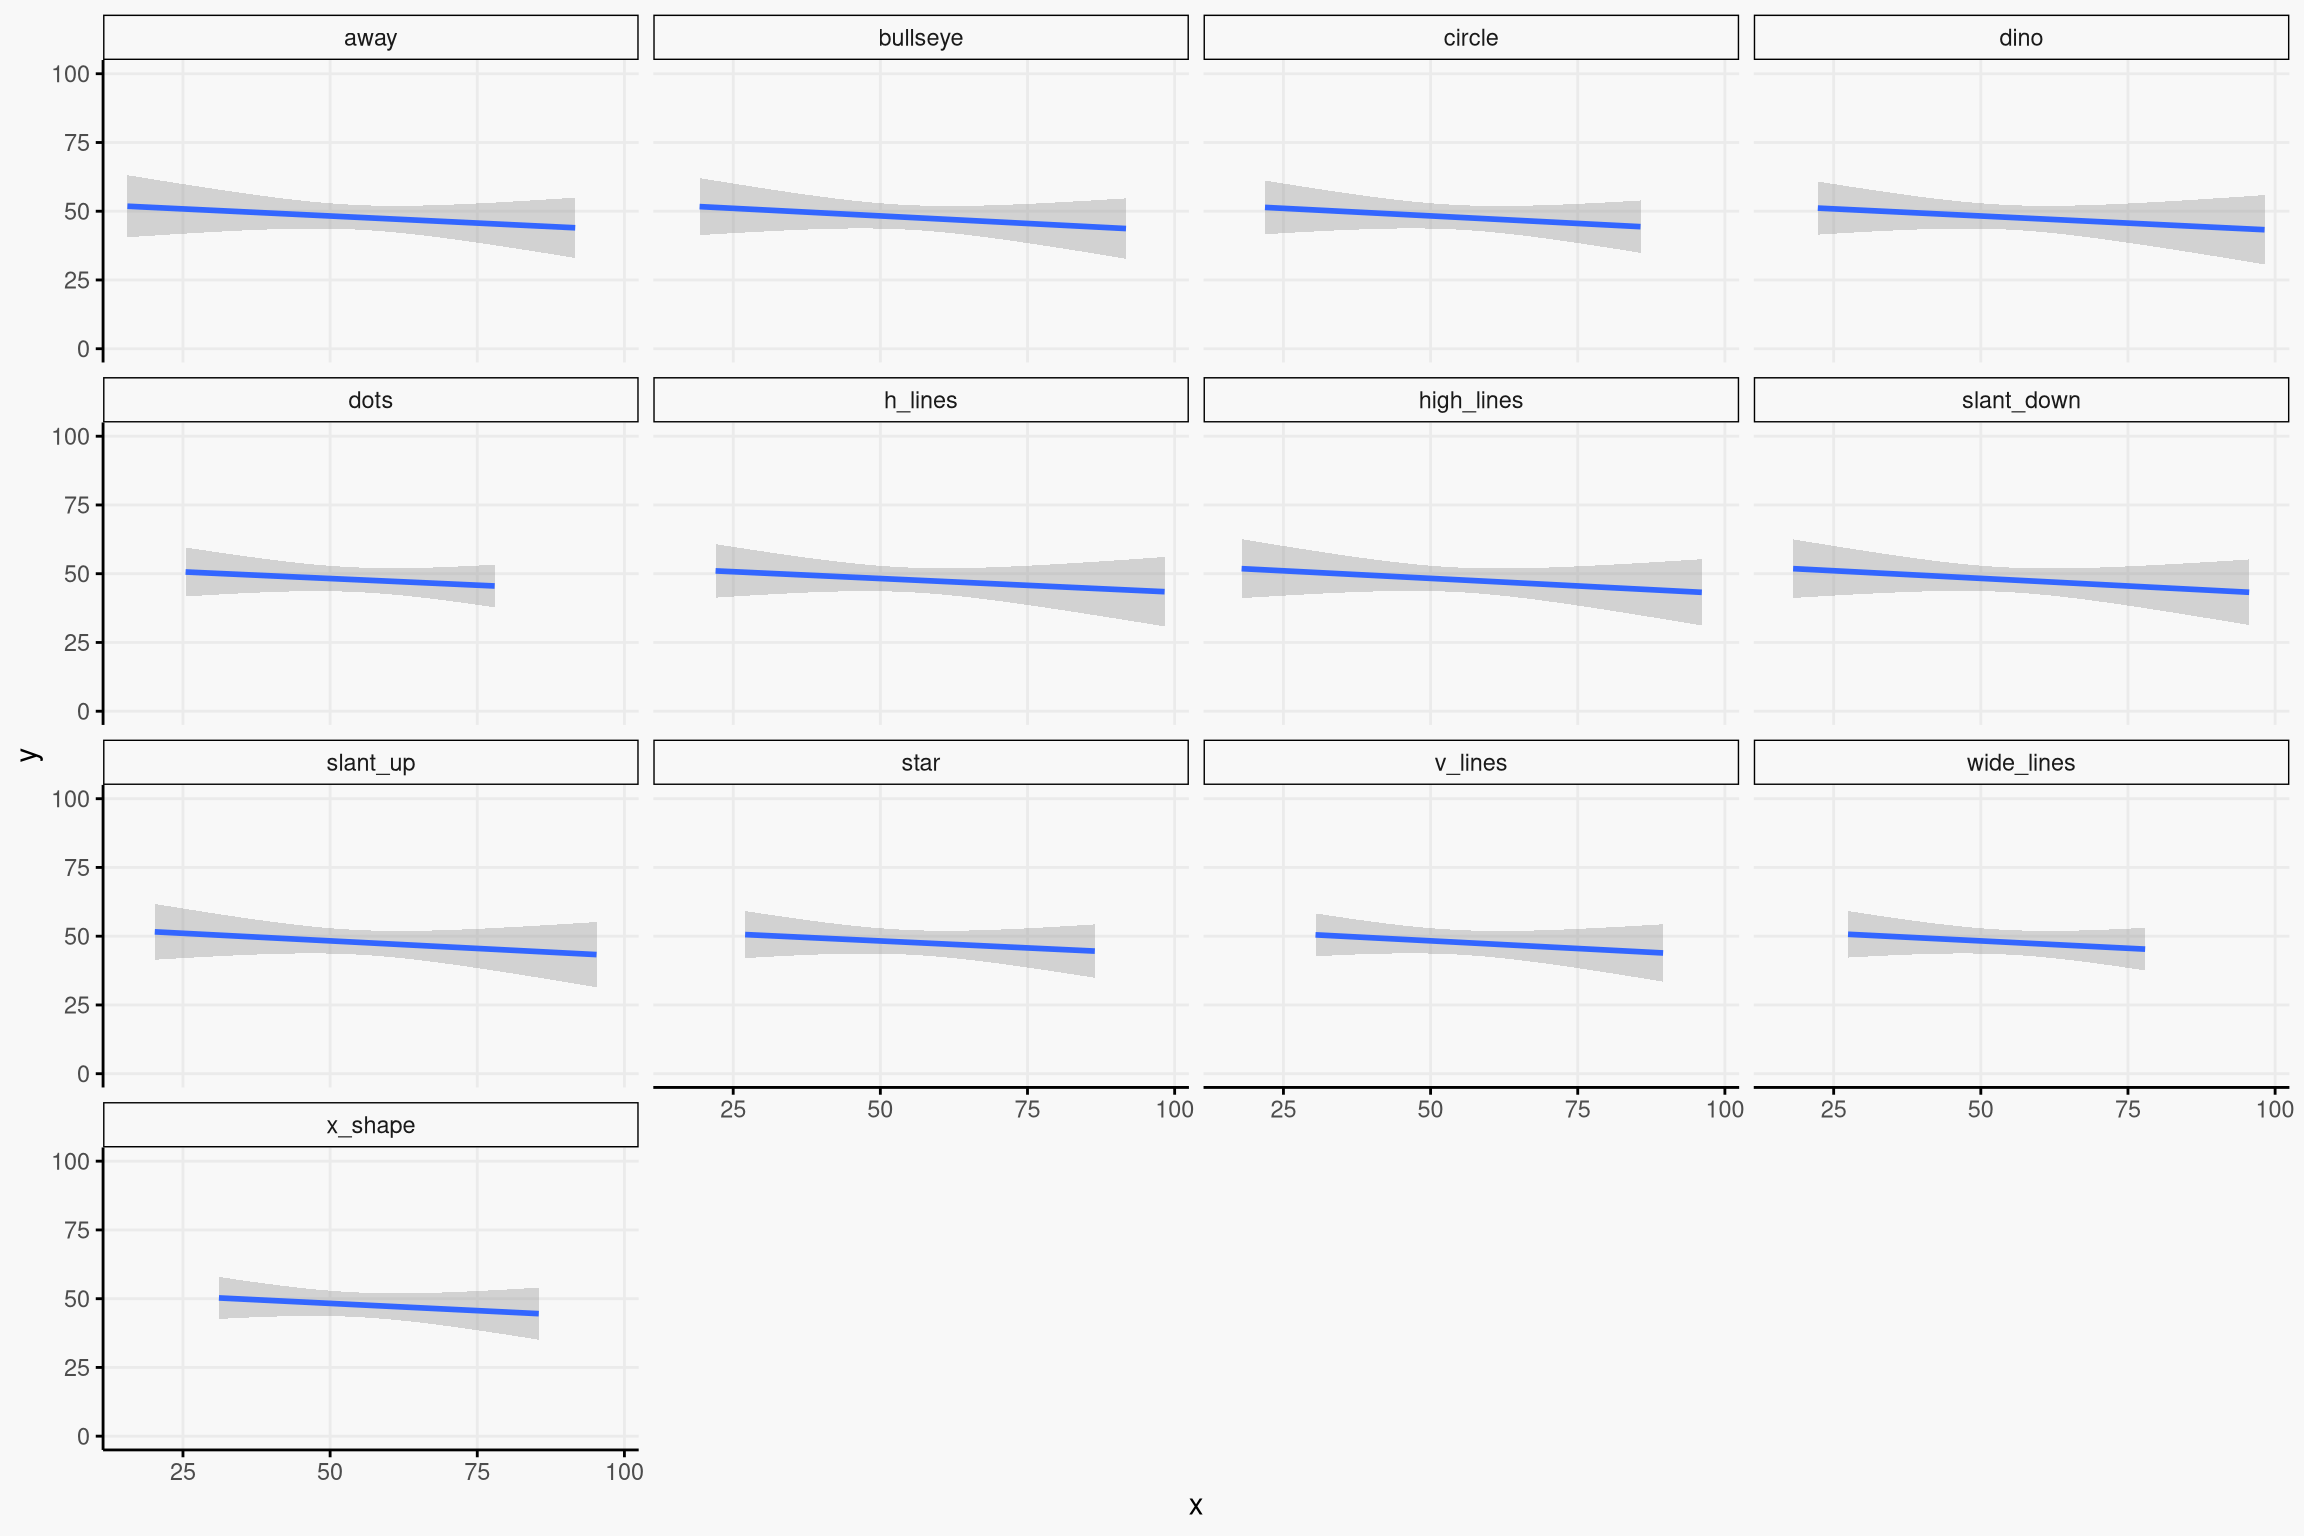 away bullseye circle dino
100
75
50
25
0
dots h_lines high_lines slant_down
100
75
50
25
0
slant_up star v_lines wide_lines
100
75
50
25
0
25 50 75 100 25 50 75 100 25 50 75 100
x_shape
100
75
50
25
0
25 50 75 100
y
x